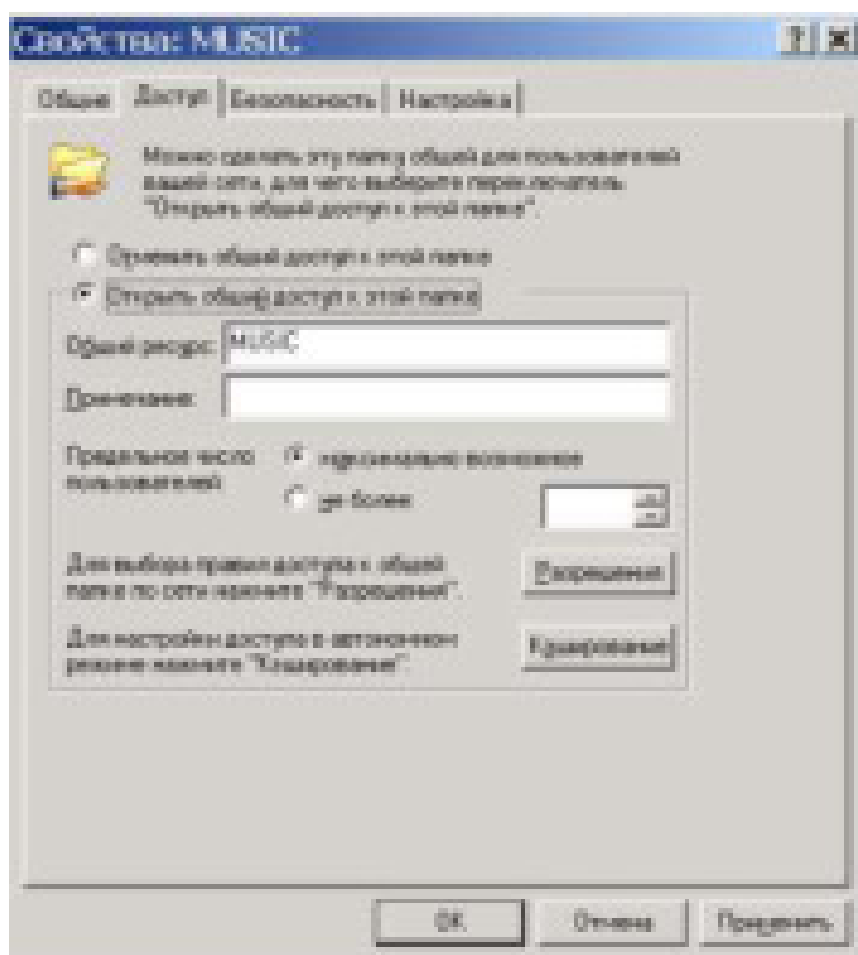 Свойства: MUSIC
Общие Доступ Безопасность Настройка
Можно сделать эту папку общей для пользователей
вашей сети, для чего выберите переключатель
"Открыть общий доступ к этой папке".
Отменить общий доступ к этой папке
Открыть общий доступ к этой папке
Общий ресурс: MUSIC
Примечание:
Предельное число
пользователей:
максимально возможное
не более
Для выбора правил доступа к общей
папке по сети нажмите "Разрешения".
Разрешения
Для настройки доступа в автономном
режиме нажмите "Кэширование".
Кэширование
OK Отмена Применить